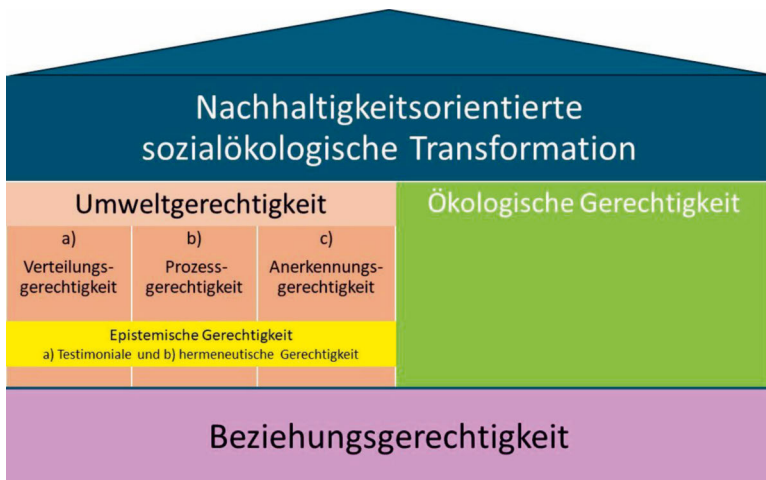 Nachhaltigkeitsorientierte
sozialökologische Transformation
Umweltgerechtigkeit
Ökologische Gerechtigkeit
a)
Verteilungs-
gerechtigkeit
b)
Prozess-
gerechtigkeit
c)
Anerkennungs-
gerechtigkeit
Epistemische Gerechtigkeit
a) Testimoniale und b) hermeneutische Gerechtigkeit
Beziehungsgerechtigkeit